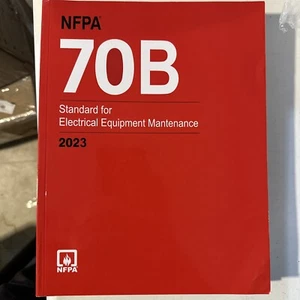 NFPA®
70B
Standard for
Electrical Equipment Mantenance
2023
NFPA®